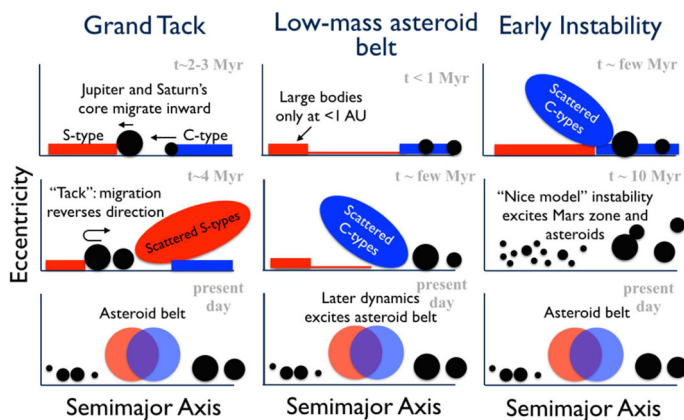 Grand Tack
Low-mass asteroid
belt
Early Instability
t~2-3 Myr
Jupiter and Saturn's
core migrate inward
S-type
C-type
t < 1 Myr
Large bodies
only at <1 AU
t ~ few Myr
Scattered
C-types
Eccentricity
t~4 Myr
"Tack": migration
reverses direction
Scattered S-types
t ~ few Myr
Scattered
C-types
t ~ 10 Myr
"Nice model" instability
excites Mars zone and
asteroids
present
day
Asteroid belt
present
day
Later dynamics
excites asteroid belt
present
day
Asteroid belt
Semimajor Axis
Semimajor Axis
Semimajor Axis